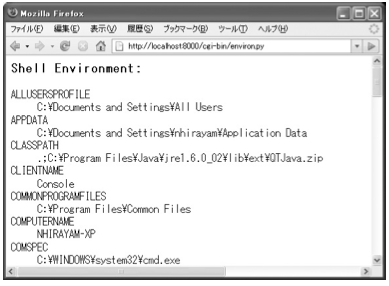 Mozilla Firefox
ファイル(F) 編集(E) 表示(V) 履歴(S) ブックマーク(B) ツール(T) ヘルプ(H)
http://localhost8000/cgi-bin/environ.py
Shell Environment:
ALLUSERSPROFILE
C:¥Documents and Settings¥All Users
APPDATA
C:¥Documents and Settings¥nhirayam¥Application Data
CLASSPATH
.;C:¥Program Files¥Java¥jre1.6.0_02¥lib¥ext¥QTJava.zip
CLIENTNAME
Console
COMMONPROGRAMFILES
C:¥Program Files¥Common Files
COMPUTERNAME
NHIRAYAM-XP
COMSPEC
C:¥WINDOWS¥system32¥cmd.exe